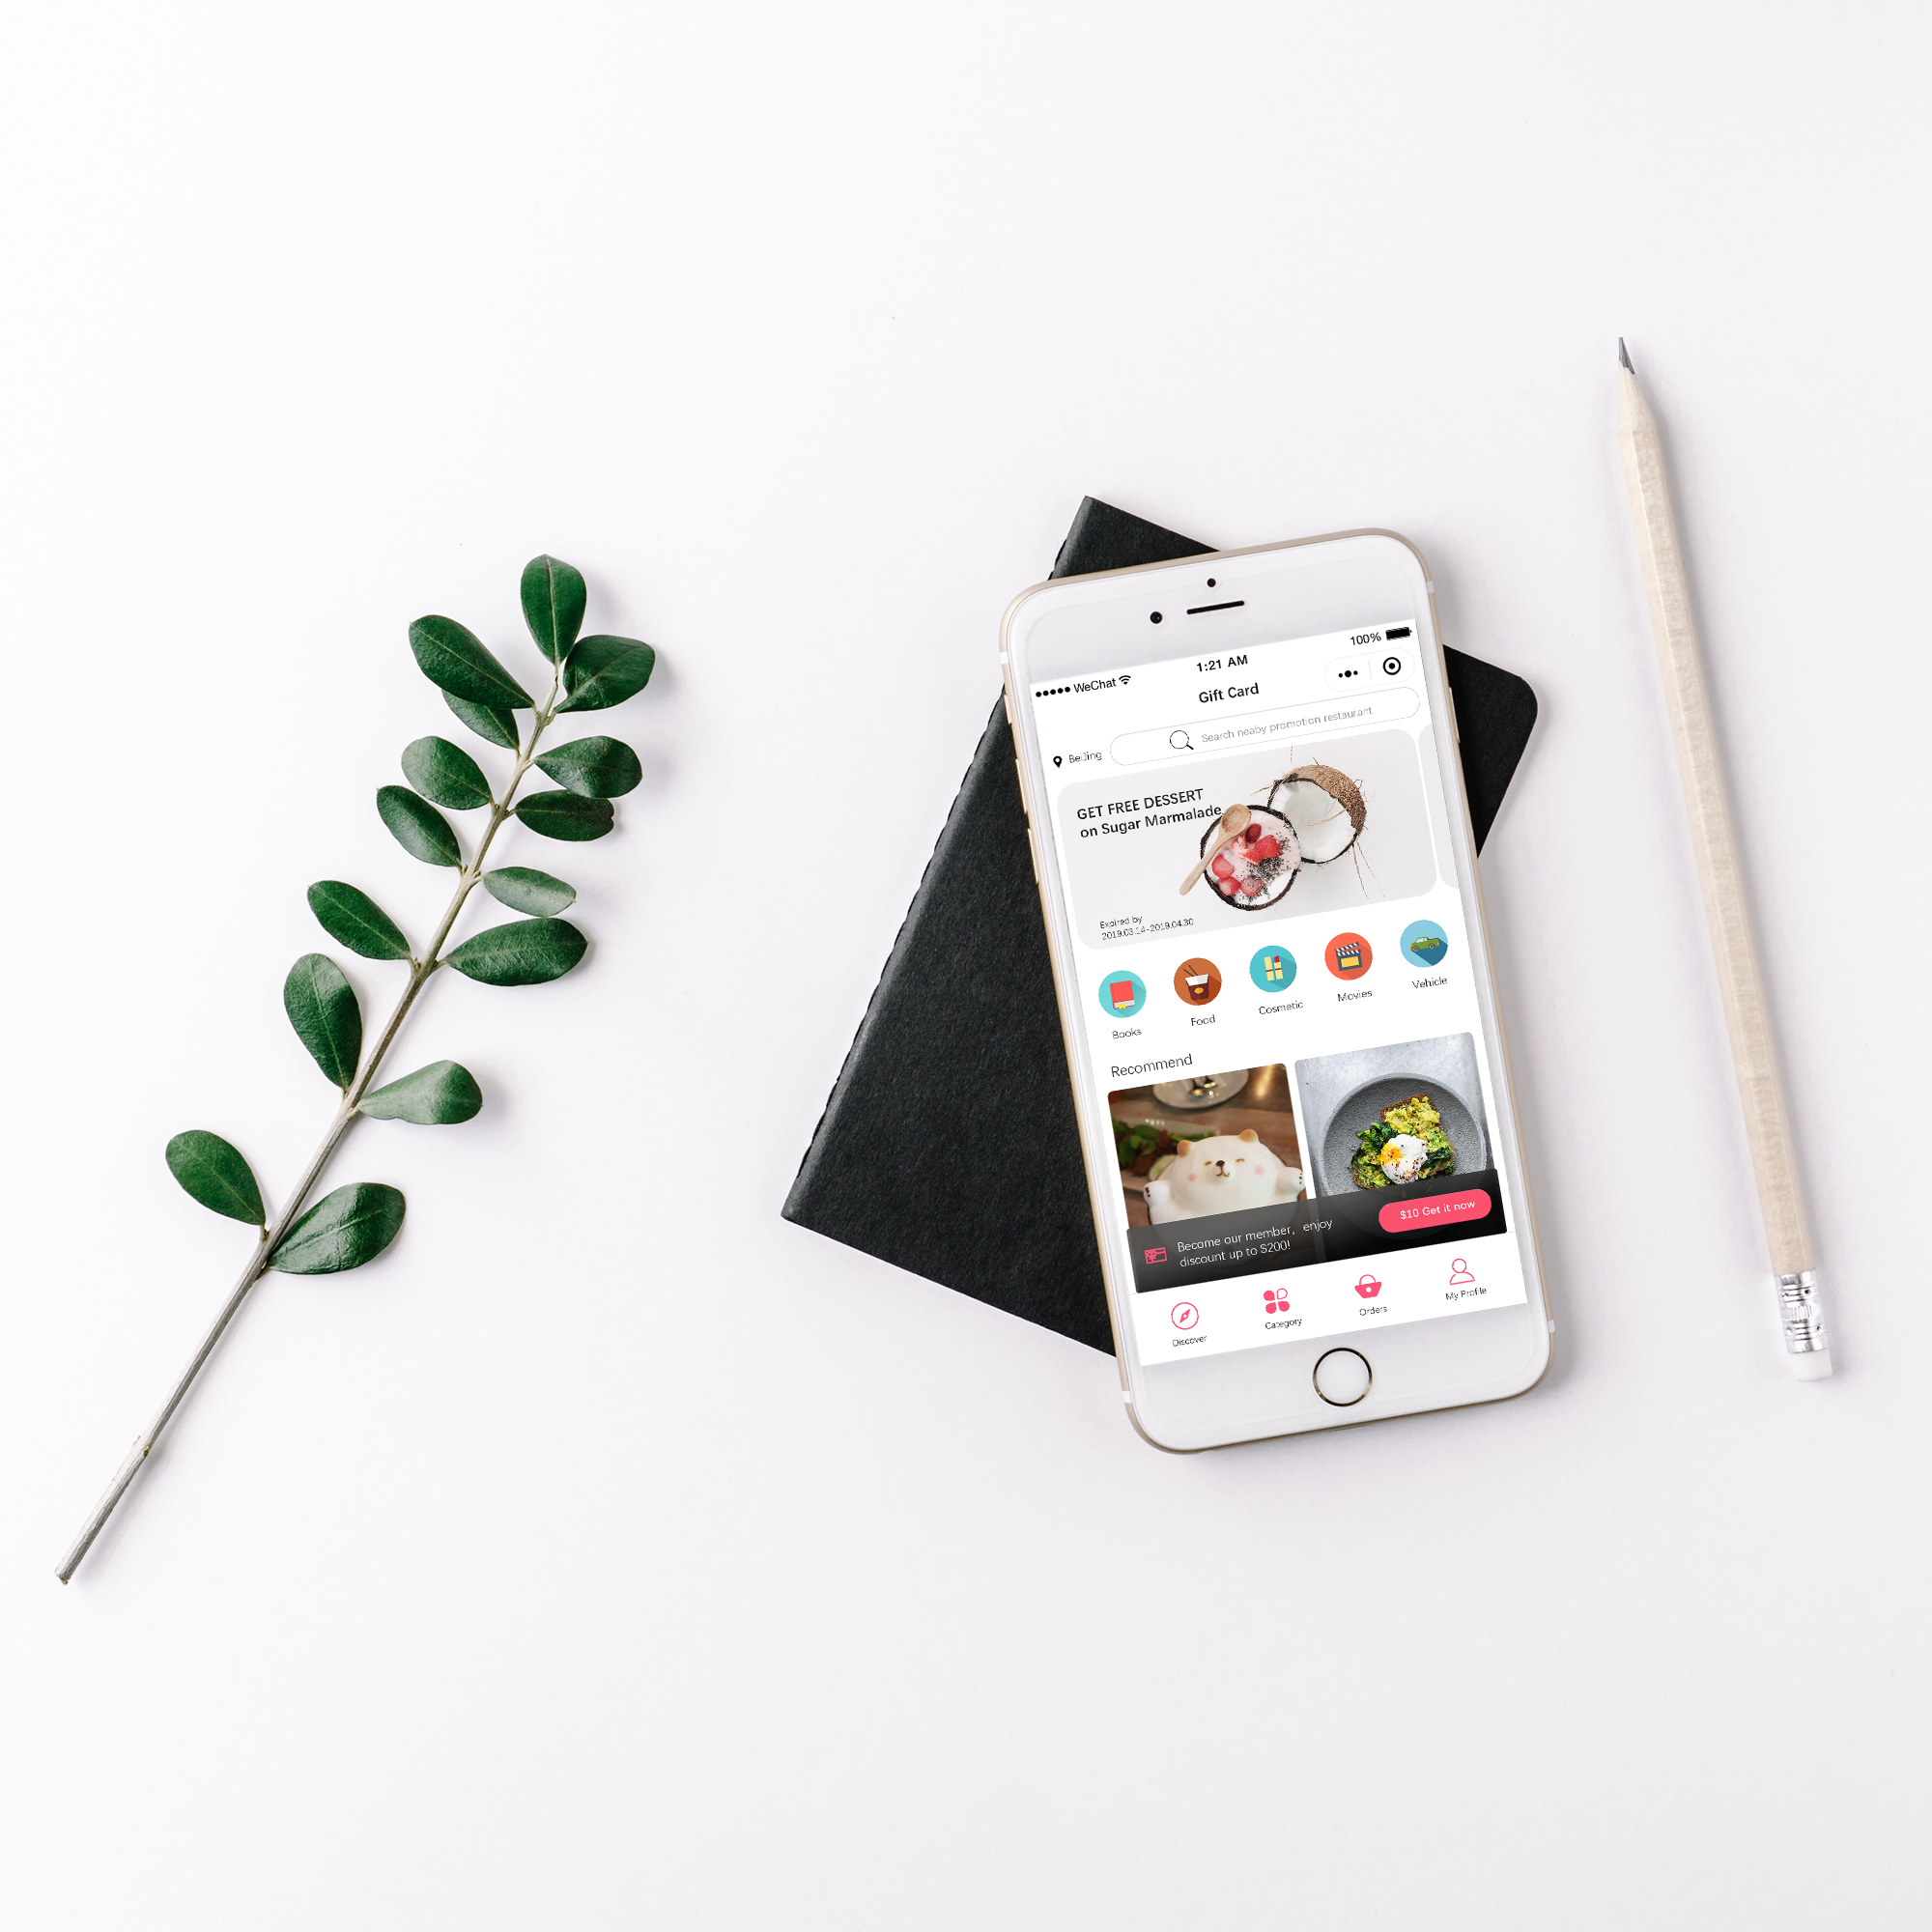 100%
1:21 AM
WeChat
Gift Card
Search neaby promotion restaurant
BeiJing
GET FREE DESSERT
on Sugar Marmalade
Expired by
2019.03.14-2019.04.30
Books
Food
Cosmetic
Movies
Vehicle
Recommend
Become our member, enjoy
discount up to $200!
$10 Get it now
Discover
Category
Orders
My Profile